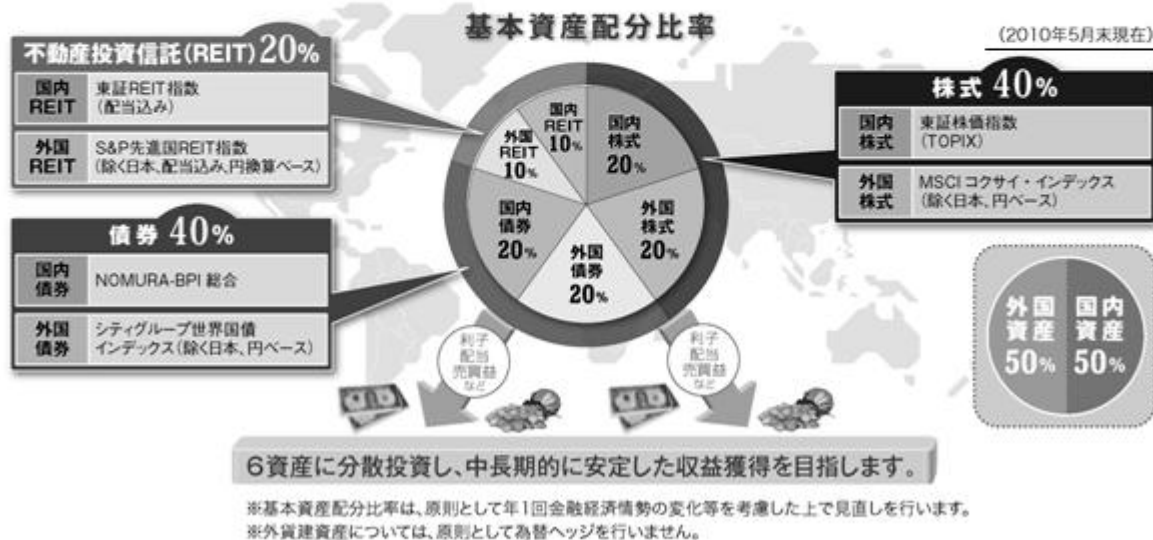 基本資産配分比率
(2010年5月末現在)
不動産投資信託(REIT)20%
国内
REIT
東証REIT指数
(配当込み)
外国
REIT
S&P先進国REIT指数
(除く日本、配当込み、円換算ベース)
債券 40%
国内
債券
NOMURA-BPI 総合
外国
債券
シティグループ世界国債
インデックス(除く日本、円ベース)
国内
REIT
10%
国内
株式
20%
外国
REIT
10%
国内
債券
20%
外国
株式
20%
外国
債券
20%
株式 40%
国内
株式
東証株価指数
(TOPIX)
外国
株式
MSCI コクサイ・インデックス
(除く日本、円ベース)
外国
資産
50%
国内
資産
50%
利子
配当
売買益
など
利子
配当
売買益
など
6資産に分散投資し、中長期的に安定した収益獲得を目指します。
※基本資産配分比率は、原則として年1回金融経済情勢の変化等を考慮した上で見直しを行います。
※外貨建資産については、原則として為替ヘッジを行いません。